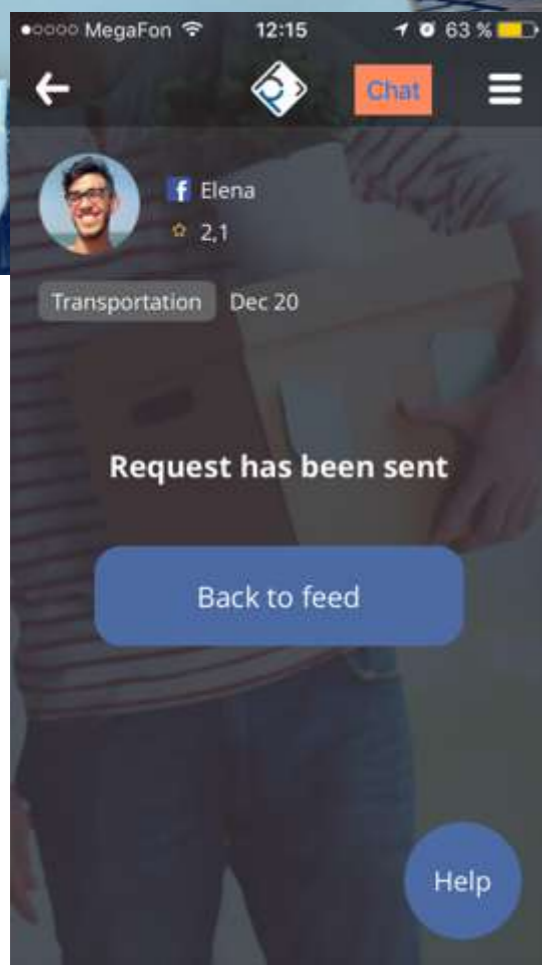 MegaFon 12:15 63 %
Chat
f Elena
2,1
Transportation Dec 20
Request has been sent
Back to feed
Help